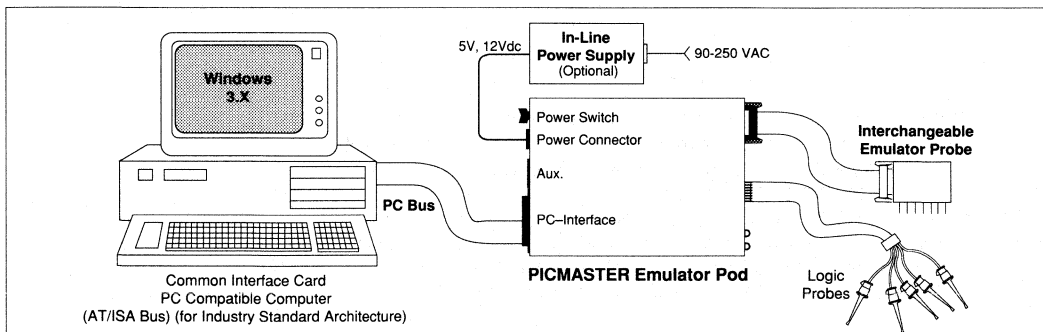 Windows
3.X
5V, 12Vdc
In-Line
Power Supply
(Optional)
90-250 VAC
Power Switch
Power Connector
Aux.
PC–Interface
PC Bus
Interchangeable
Emulator Probe
PICMASTER Emulator Pod
Logic
Probes
Common Interface Card
PC Compatible Computer
(AT/ISA Bus) (for Industry Standard Architecture)